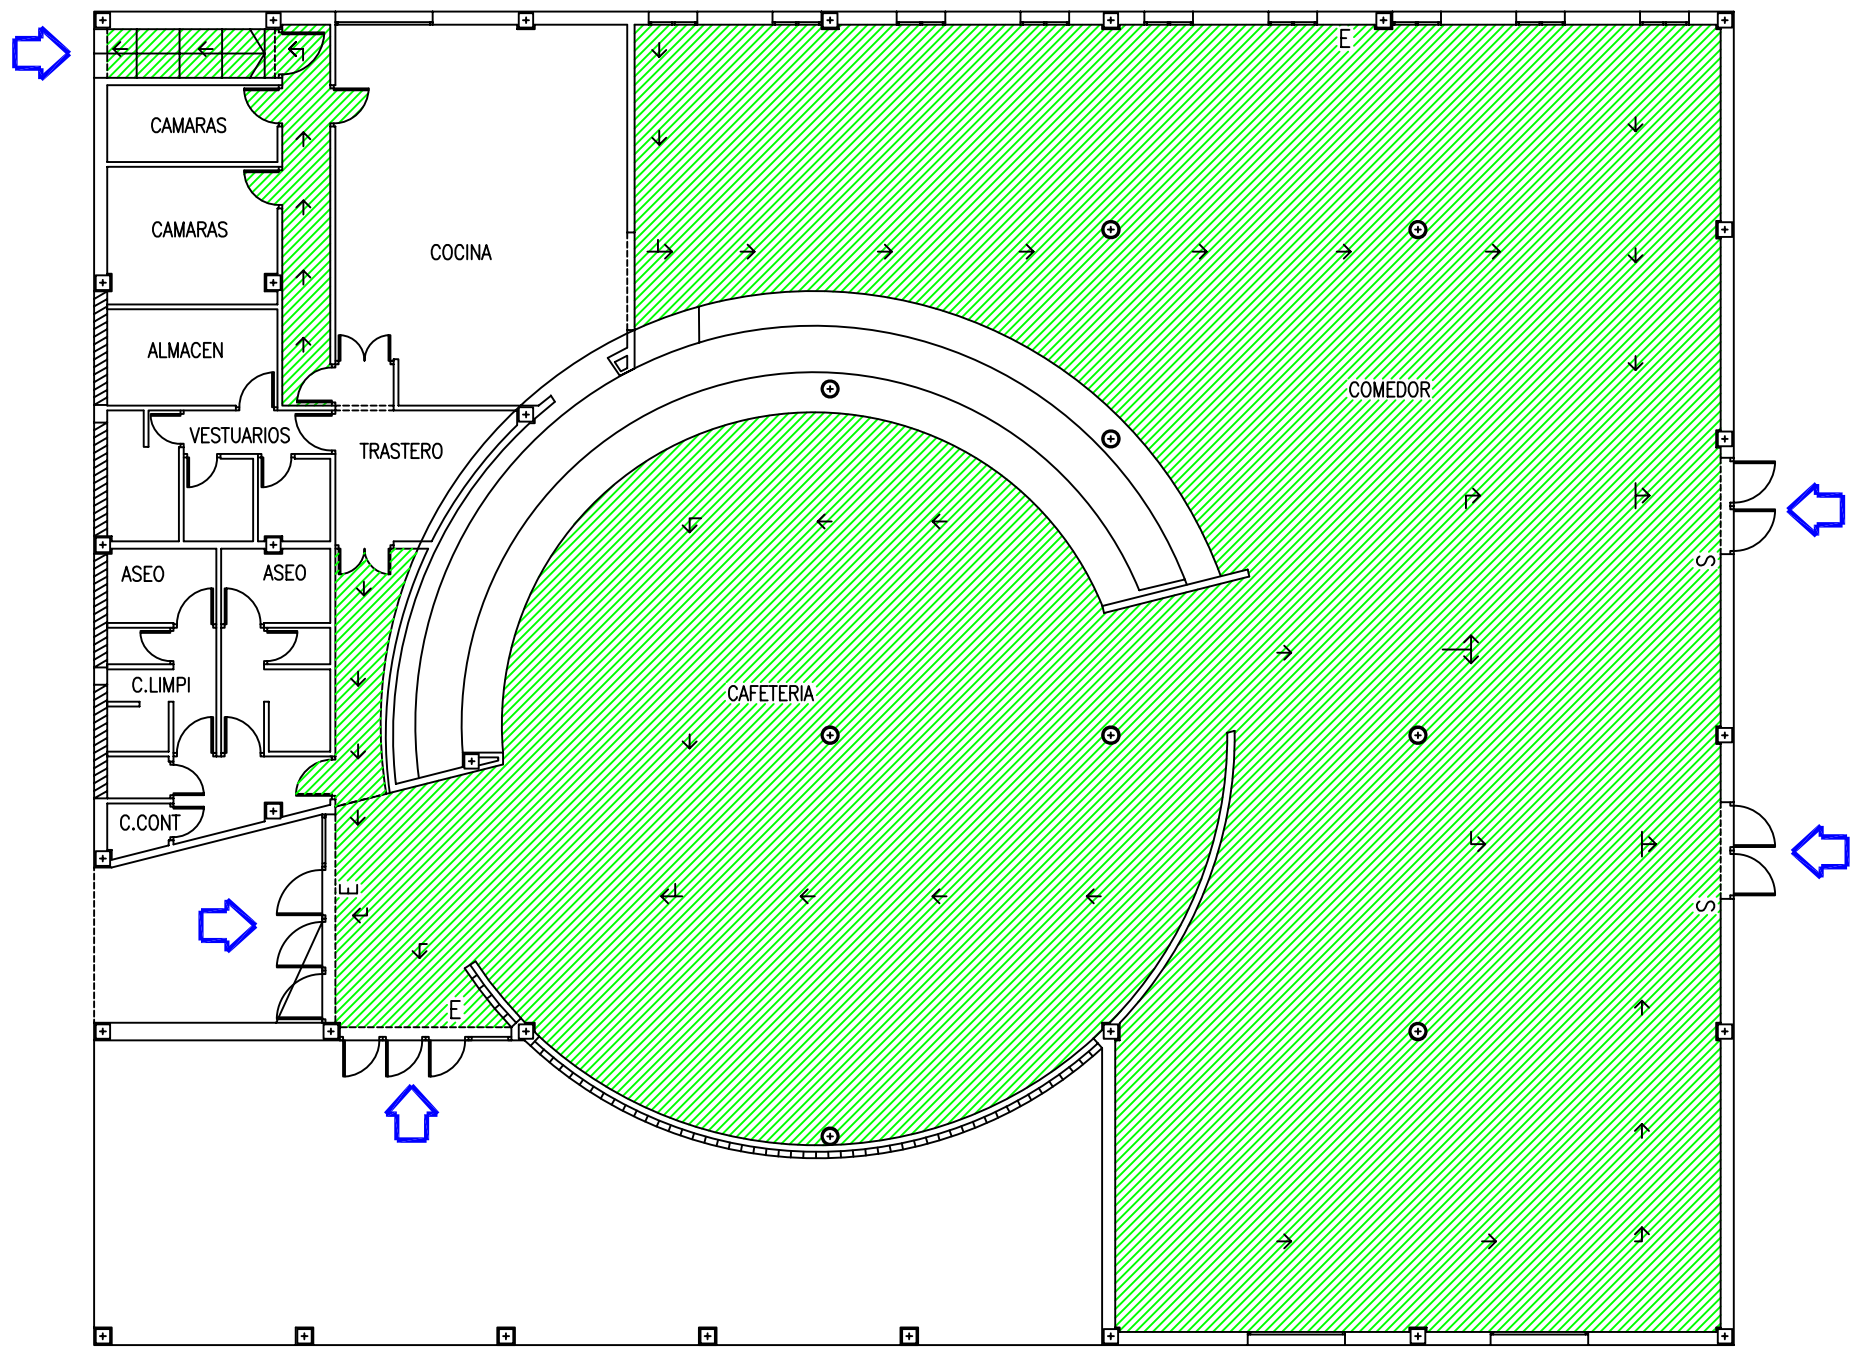 E
CAMARAS
CAMARAS
COCINA
ALMACEN
COMEDOR
VESTUARIOS
TRASTERO
ASEO
ASEO
S
C.LIMPI
CAFETERIA
C.CONT
E
S
E